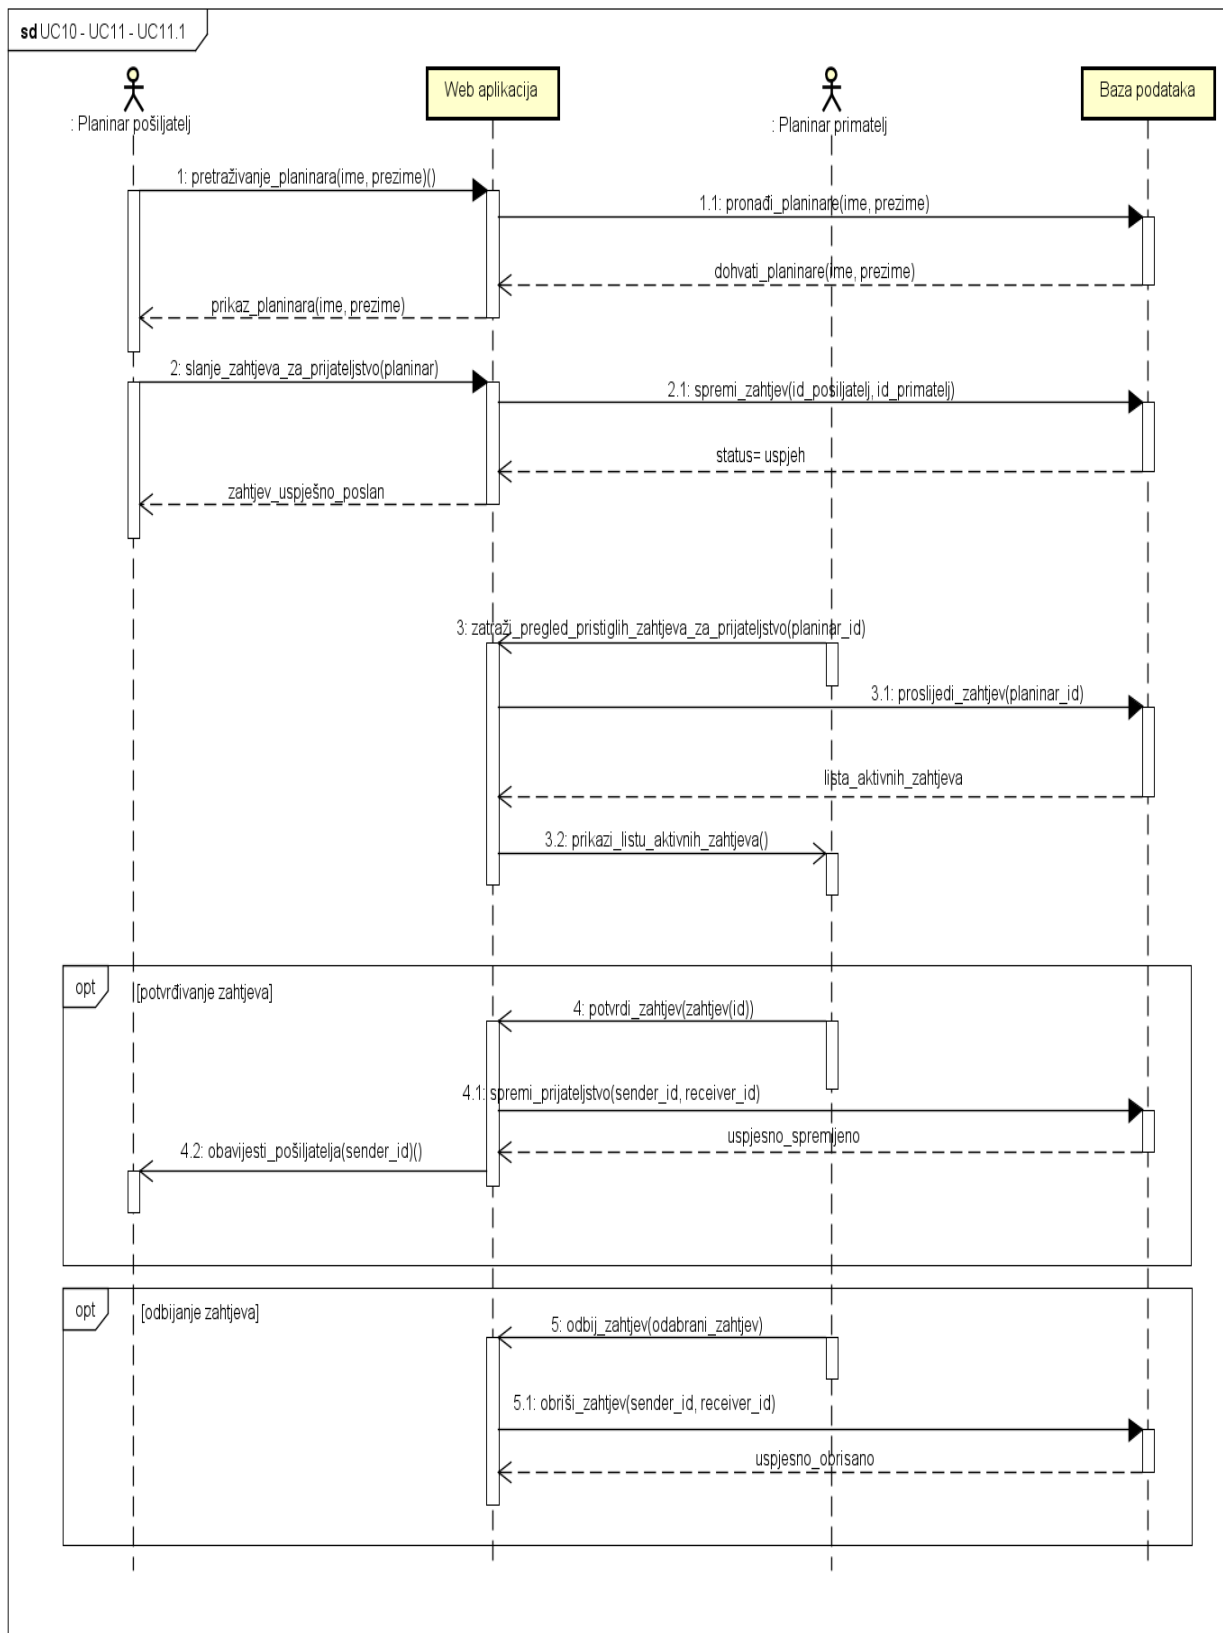 sd UC10 - UC11 - UC11.1
: Planinar pošiljatelj
Web aplikacija
: Planinar primatelj
Baza podataka
1: pretraživanje_planinara(ime, prezime)()
1.1: pronađi_planinare(ime, prezime)
dohvati_planinare(ime, prezime)
prikaz_planinara(ime, prezime)
2: slanje_zahtjeva_za_prijateljstvo(planinar)
2.1: spremi_zahtjev(id_posiljatelj, id_primatelj)
status= uspjeh
zahtjev_uspješno_poslan
3: zatraži_pregled_pristiglih_zahtjeva_za_prijateljstvo(planinar_id)
3.1: proslijedi_zahtjev(planinar_id)
lista_aktivnih_zahtjeva
3.2: prikazi_listu_aktivnih_zahtjeva()
opt
[potvrđivanje zahtjeva]
4: potvrdi_zahtjev(zahtjev(id))
4.1: spremi_prijateljstvo(sender_id, receiver_id)
uspjesno_spremljeno
4.2: obavijesti_pošiljatelja(sender_id)()
opt
[odbijanje zahtjeva]
5: odbij_zahtjev(odabrani_zahtjev)
5.1: obriši_zahtjev(sender_id, receiver_id)
uspjesno_obrisano